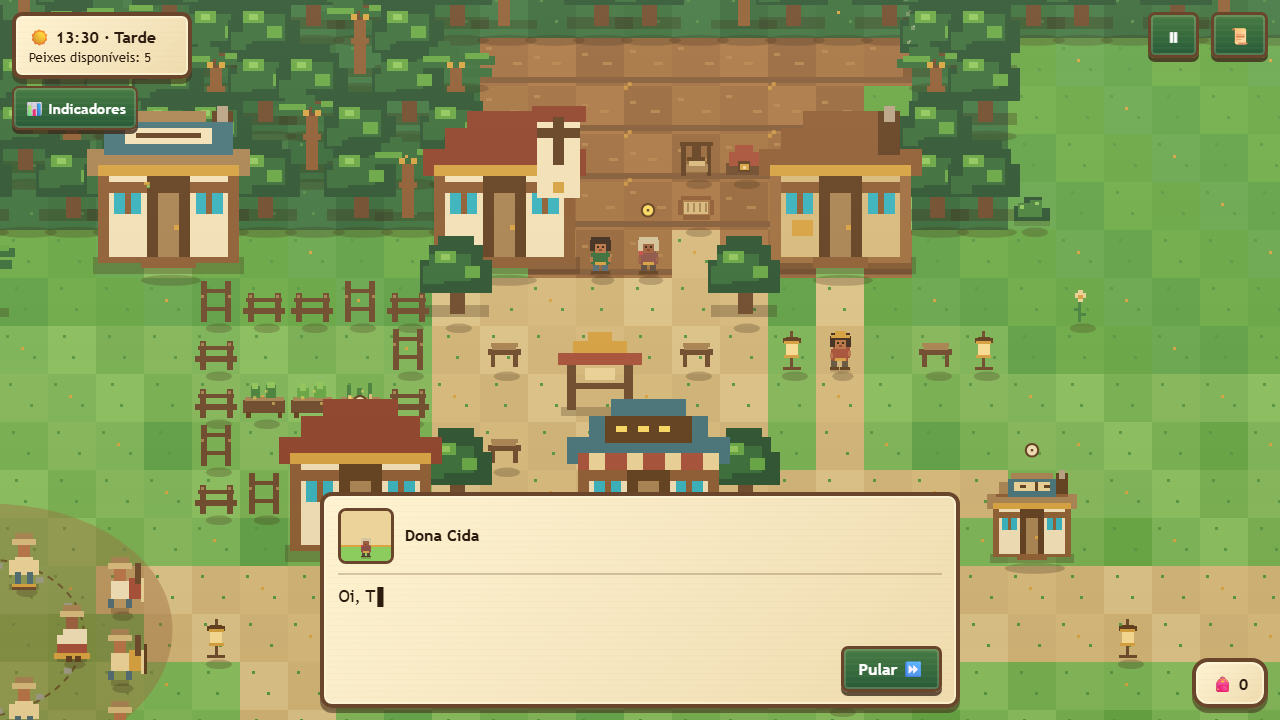 13:30 · Tarde
Peixes disponíveis: 5
Indicadores
Dona Cida
Oi, T
Pular
0